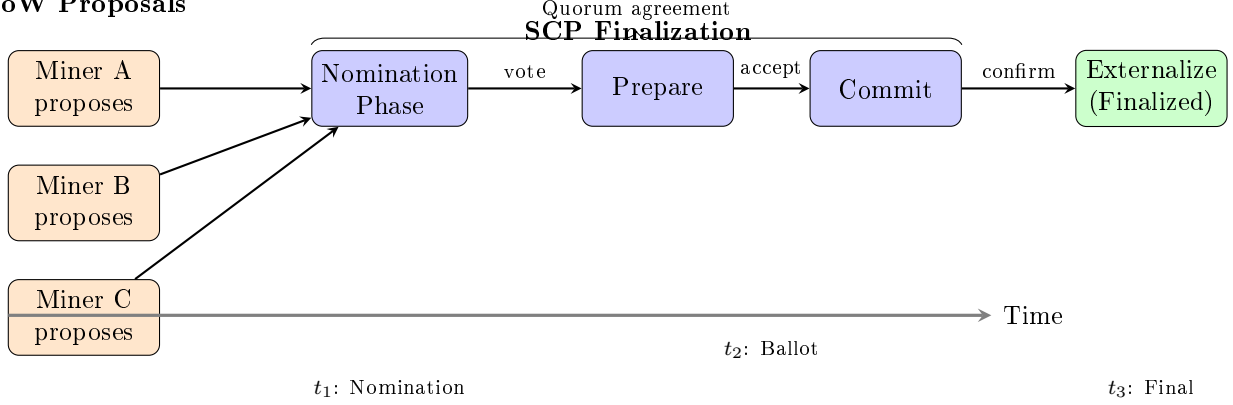 oW Proposals
Quorum agreement
SCP Finalization
Miner A
proposes
Nomination
Phase
vote
Prepare
accept
Commit
confirm
Externalize
(Finalized)
Miner B
proposes
Miner C
proposes
Time
t₂: Ballot
t₁: Nomination
t₃: Final